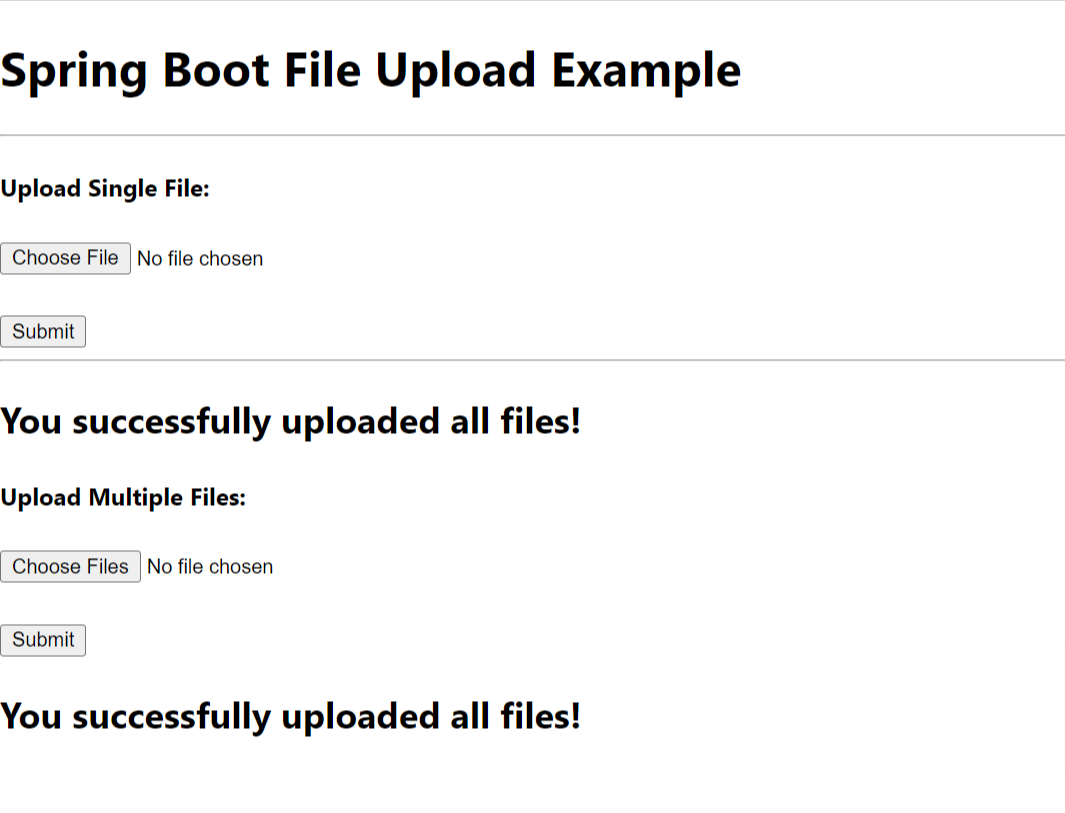 Spring Boot File Upload Example
Upload Single File:
Choose File No file chosen
Submit
You successfully uploaded all files!
Upload Multiple Files:
Choose Files No file chosen
Submit
You successfully uploaded all files!